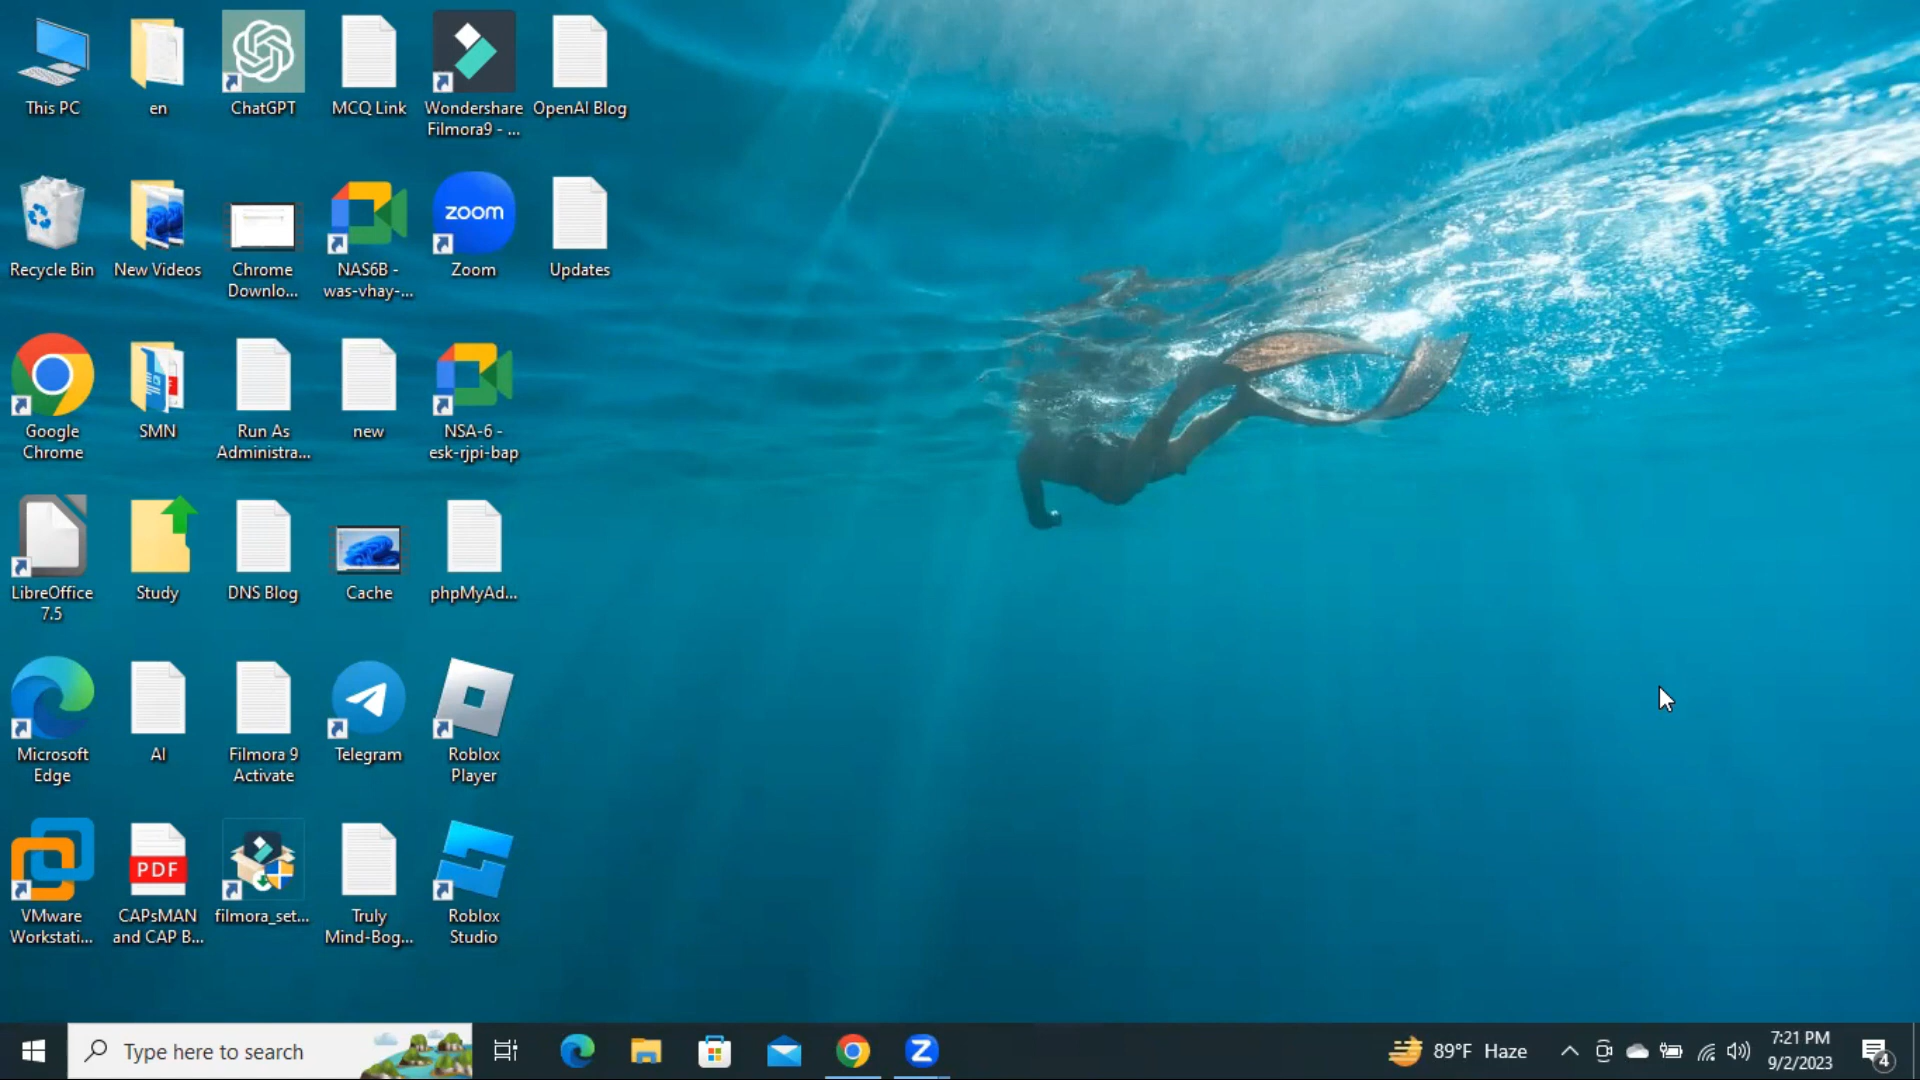 This PC
en
ChatGPT
MCQ Link
Wondershare
Filmora9 - ...
OpenAI Blog
Recycle Bin
New Videos
Chrome
Downlo...
NAS6B -
was-vhay-...
zoom
Zoom
Updates
Google
Chrome
SMN
Run As
Administra...
new
NSA-6 -
esk-rjpi-bap
LibreOffice
7.5
Study
DNS Blog
Cache
phpMyAd...
Microsoft
Edge
AI
Filmora 9
Activate
Telegram
Roblox
Player
VMware
Workstati...
PDF
CAPsMAN
and CAP B...
filmora_set...
Truly
Mind-Bog...
Roblox
Studio
Type here to search
Z
89°F Haze
7:21 PM
9/2/2023
4